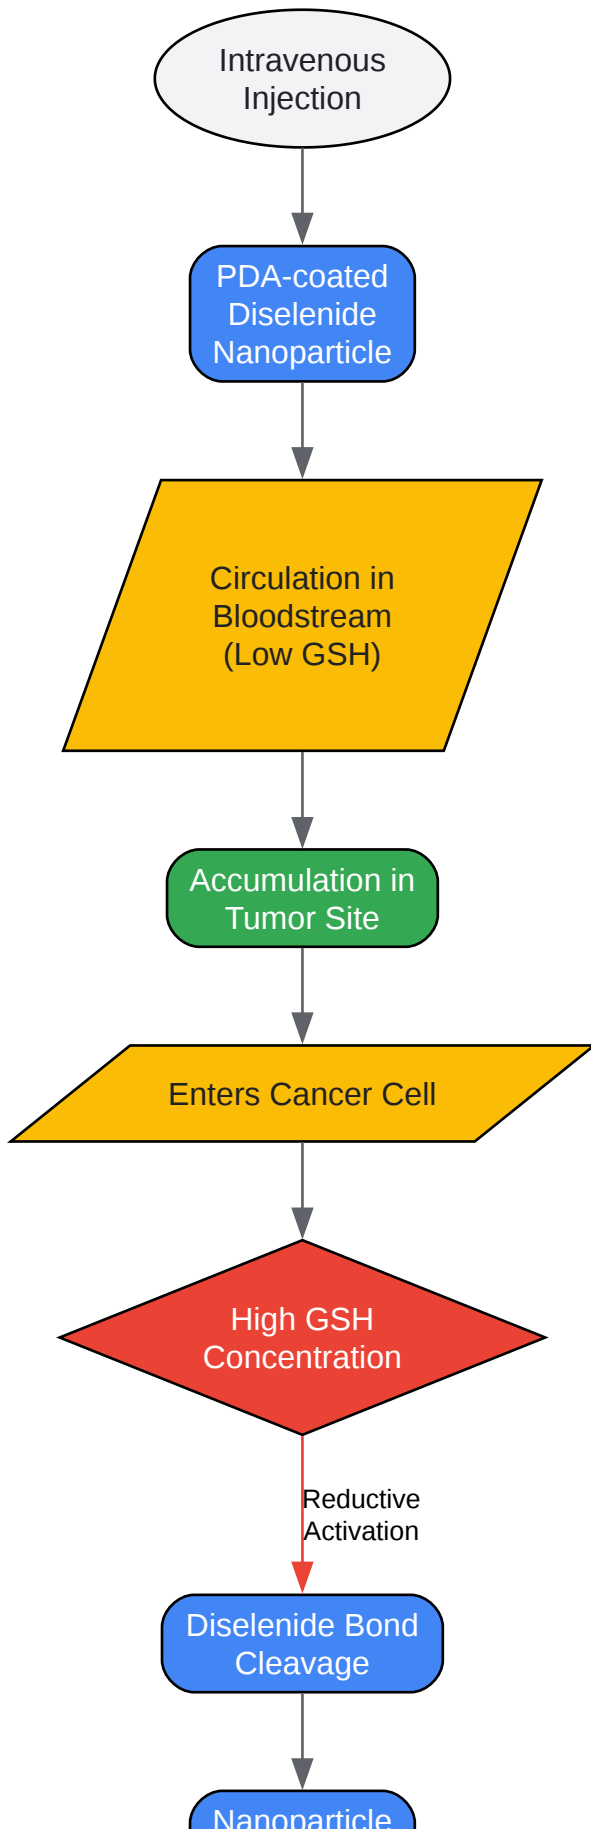 Intravenous
Injection
PDA-coated
Diselenide
Nanoparticle
Circulation in
Bloodstream
(Low GSH)
Accumulation in
Tumor Site
Enters Cancer Cell
High GSH
Concentration
Reductive
Activation
Diselenide Bond
Cleavage
Nanoparticle